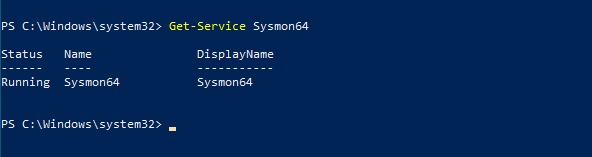 PS C:\Windows\system32> Get-Service Sysmon64
Status   Name               DisplayName
------   ----               -----------
Running  Sysmon64           Sysmon64
PS C:\Windows\system32>